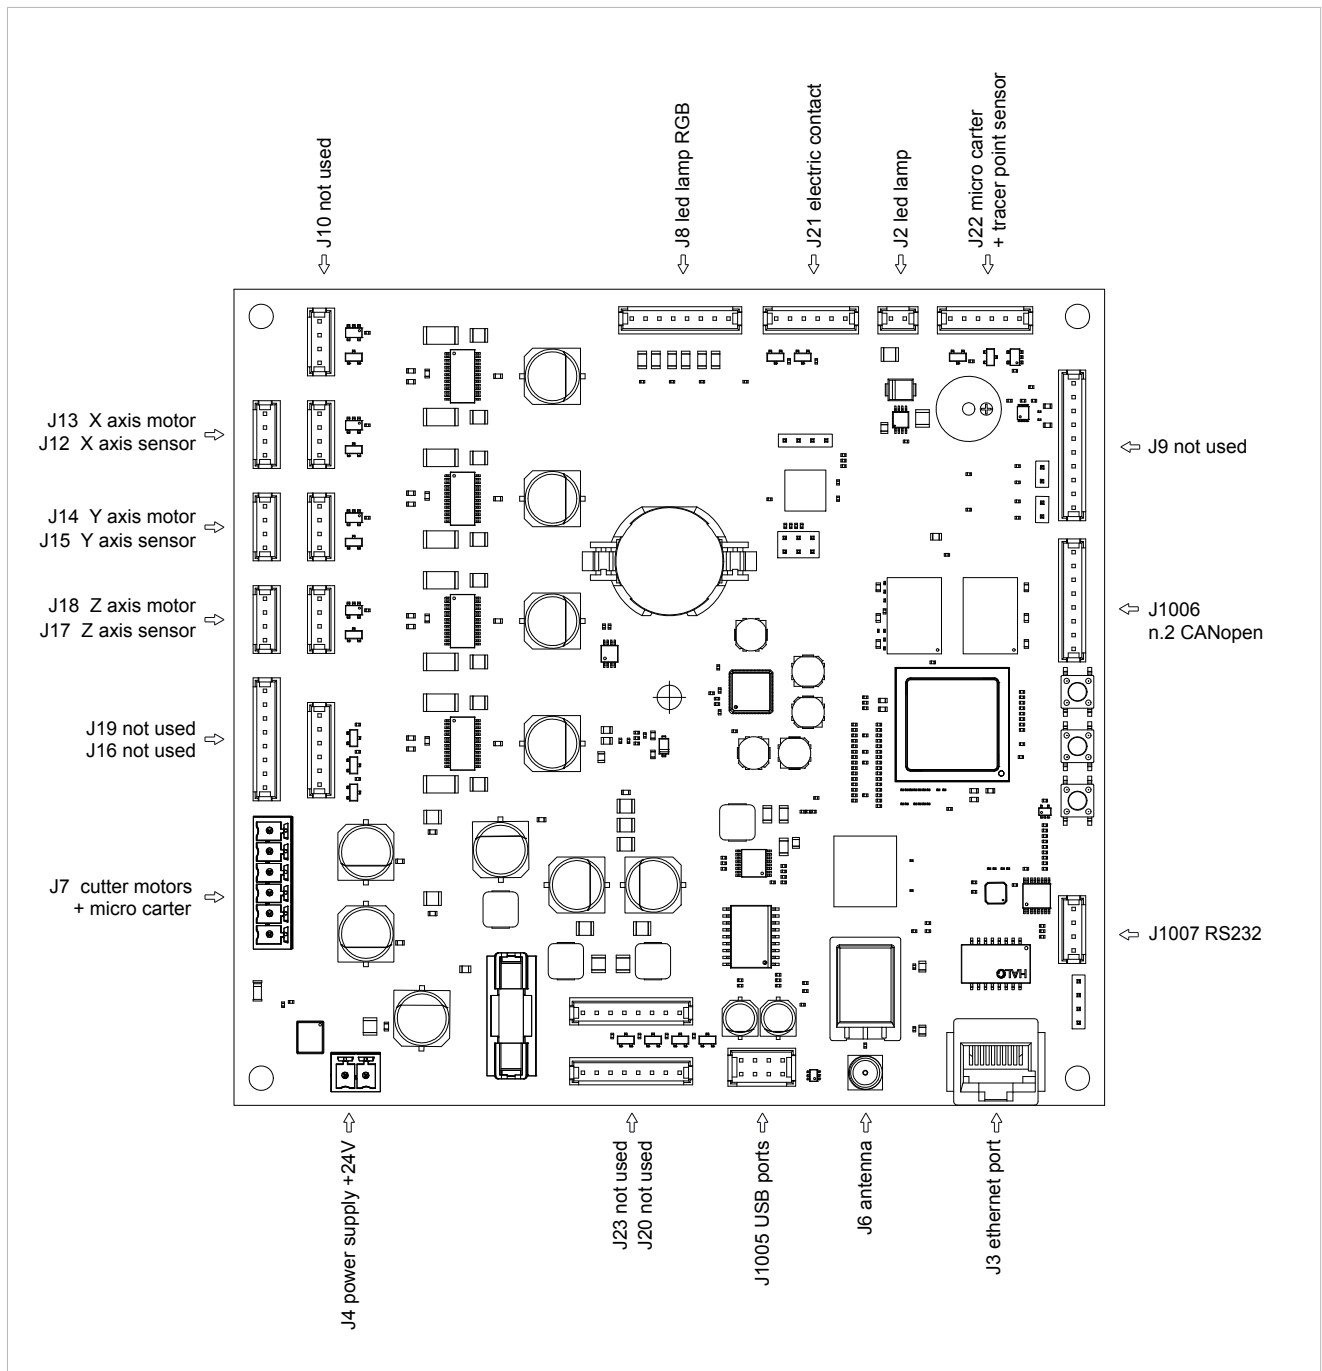 J10 not used
J8 led lamp RGB
J21 electric contact
J2 led lamp
J22 micro carter
+ tracer point sensor
J13 X axis motor
J12 X axis sensor
J9 not used
J14 Y axis motor
J15 Y axis sensor
J18 Z axis motor
J17 Z axis sensor
J1006
n.2 CANopen
J19 not used
J16 not used
J7 cutter motors
+ micro carter
J1007 RS232
HALO
J4 power supply +24V
J23 not used
J20 not used
J1005 USB ports
J6 antenna
J3 ethernet port